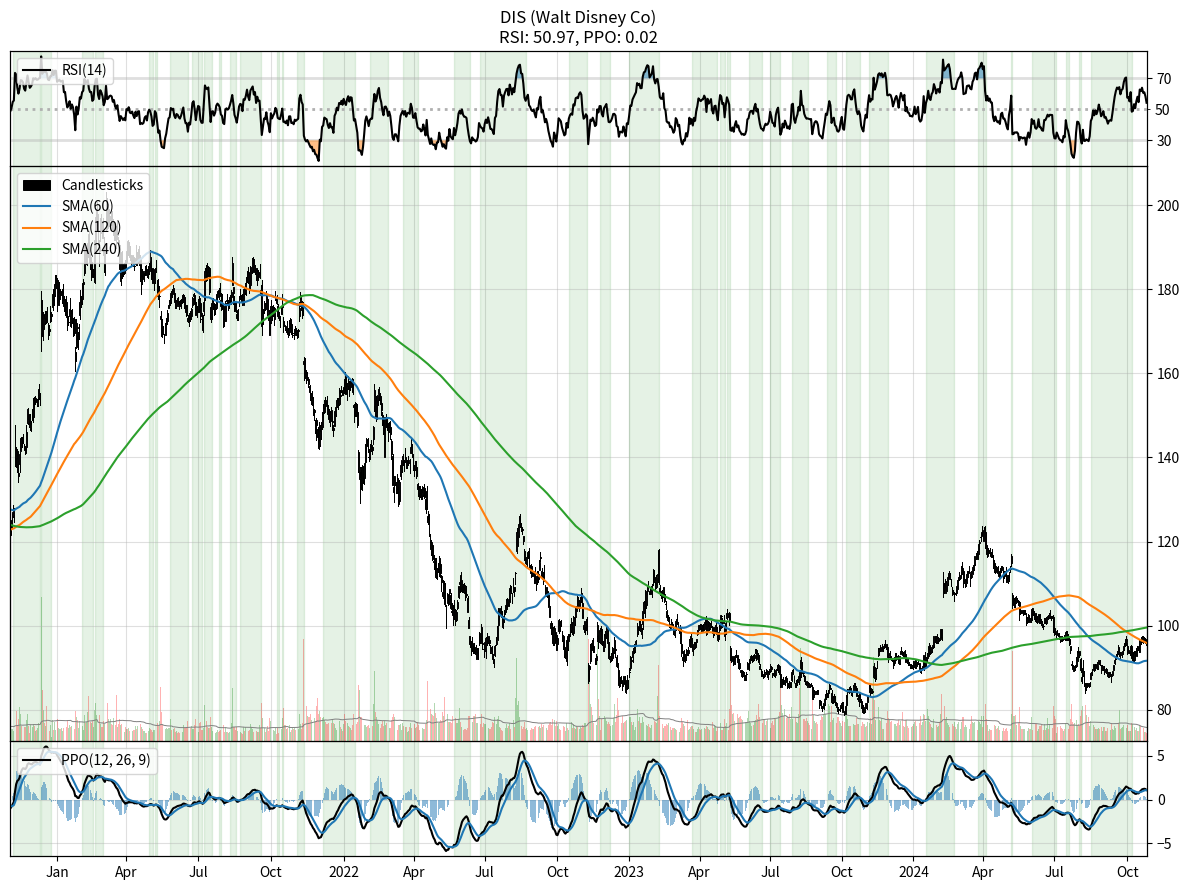 DIS (Walt Disney Co)
RSI: 50.97, PPO: 0.02
RSI(14)
70
50
30
Candlesticks
SMA(60)
SMA(120)
SMA(240)
200
180
160
140
120
100
80
PPO(12, 26, 9)
5
0
−5
Jan Apr Jul Oct 2022 Apr Jul Oct 2023 Apr Jul Oct 2024 Apr Jul Oct